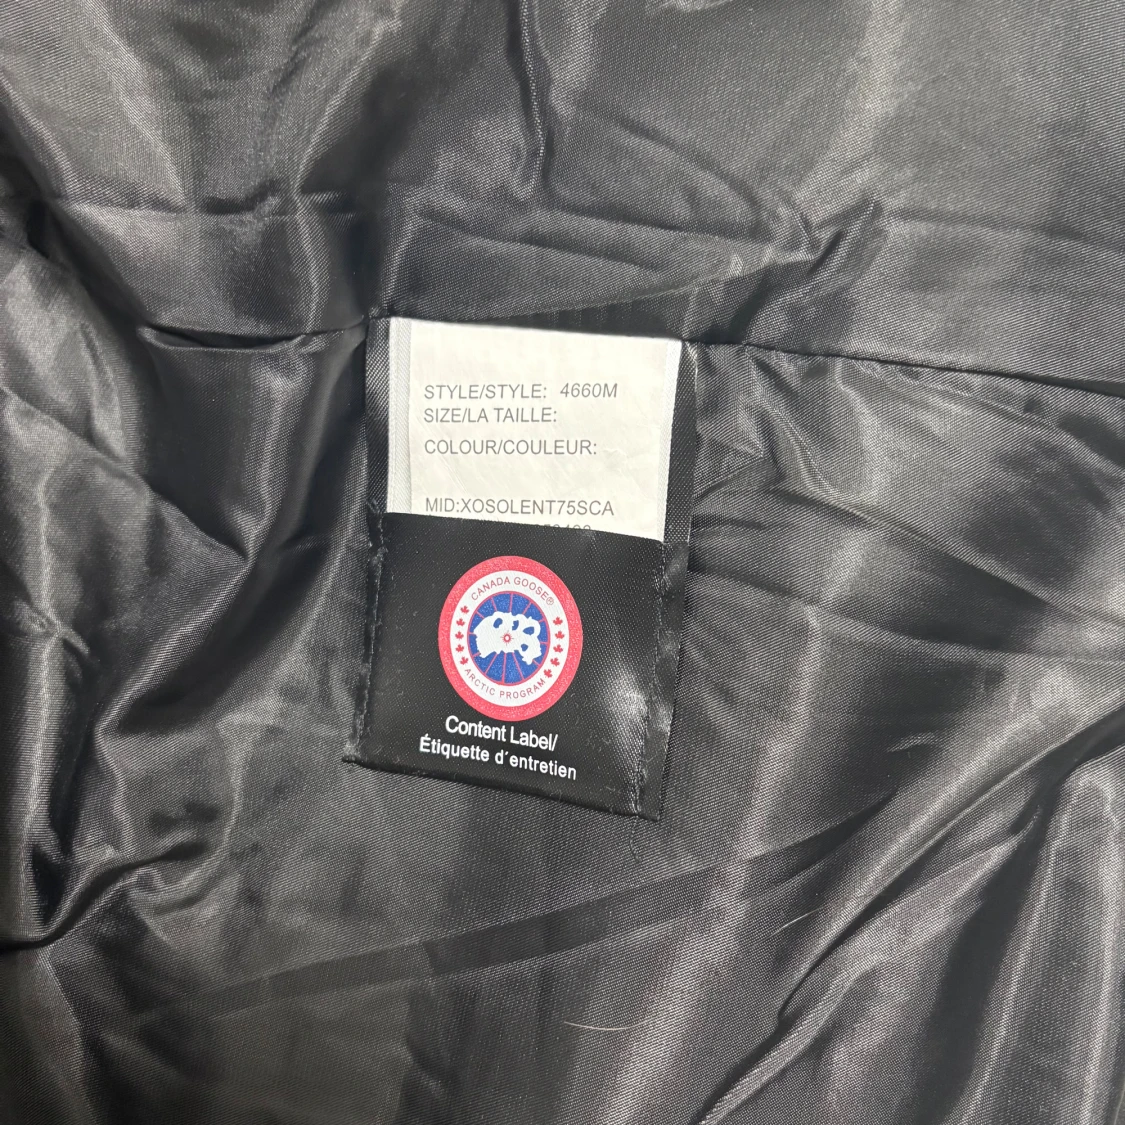 STYLE/STYLE: 4660M
SIZE/LA TAILLE:
COLOUR/COULEUR:
MID:XOSOLENT75SCA
CANADA GOOSE®
ARCTIC PROGRAM
Content Label/
Étiquette d´entretien